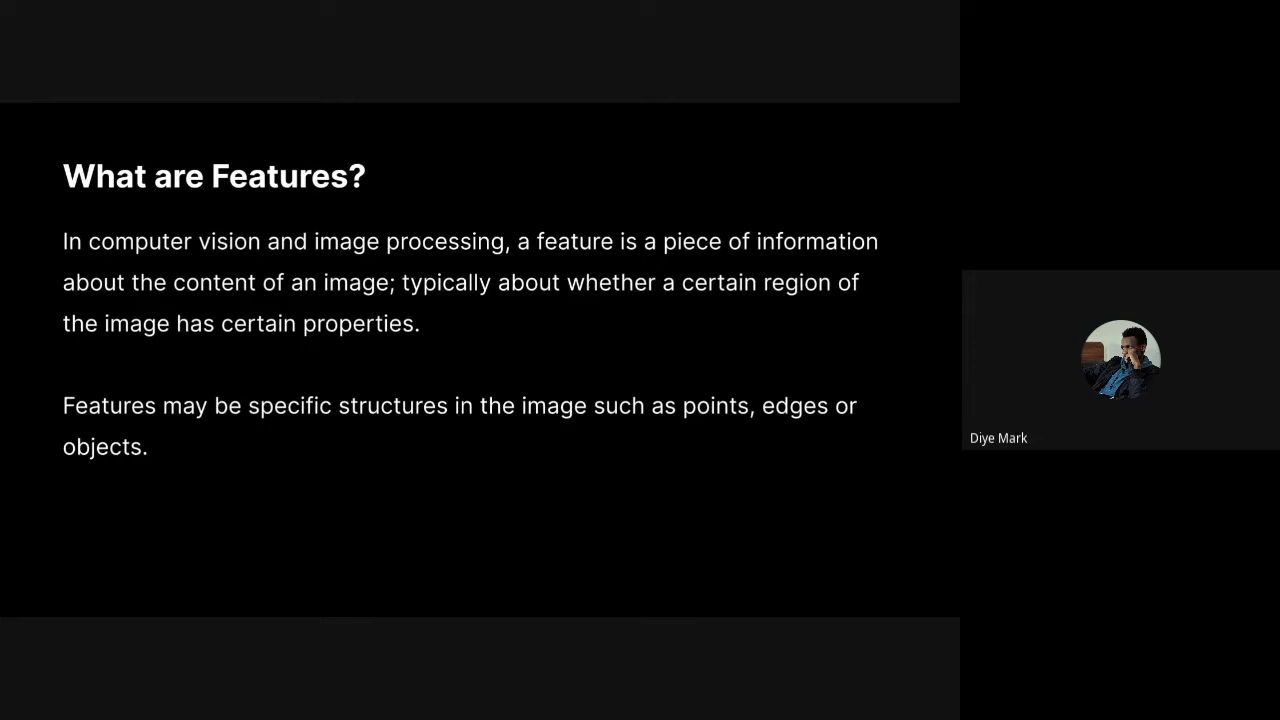 What are Features?
In computer vision and image processing, a feature is a piece of information
about the content of an image; typically about whether a certain region of
the image has certain properties.
Features may be specific structures in the image such as points, edges or
objects.
Diye Mark